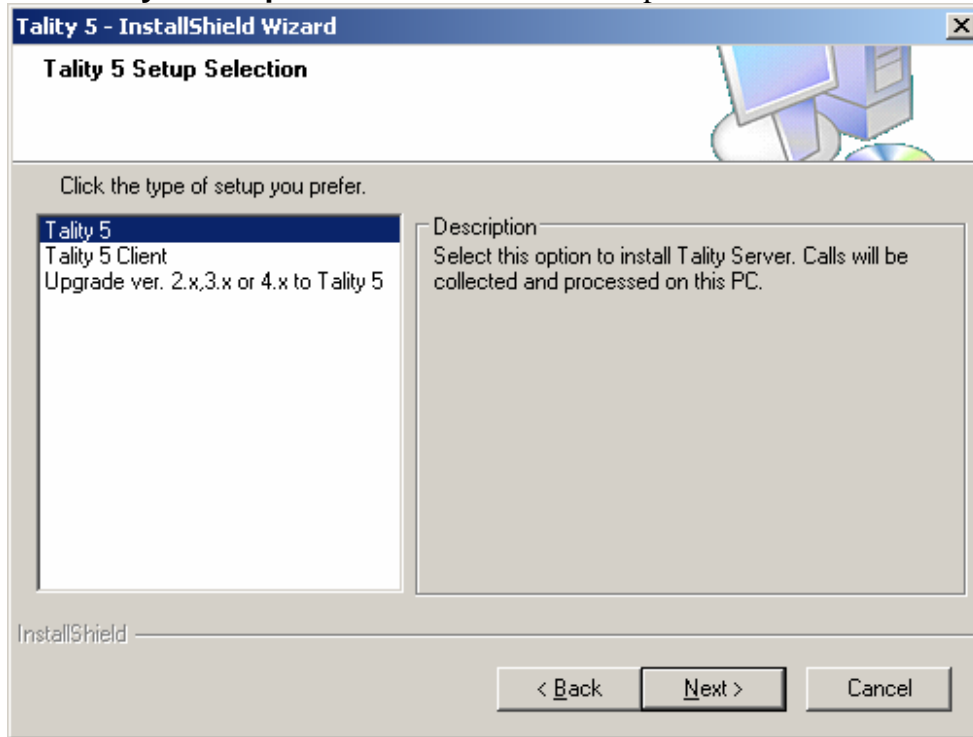 Tality 5 - InstallShield Wizard
Tality 5 Setup Selection
Click the type of setup you prefer.
Tality 5
Tality 5 Client
Upgrade ver. 2.x,3.x or 4.x to Tality 5
Description
Select this option to install Tality Server. Calls will be
collected and processed on this PC.
InstallShield
< Back
Next >
Cancel